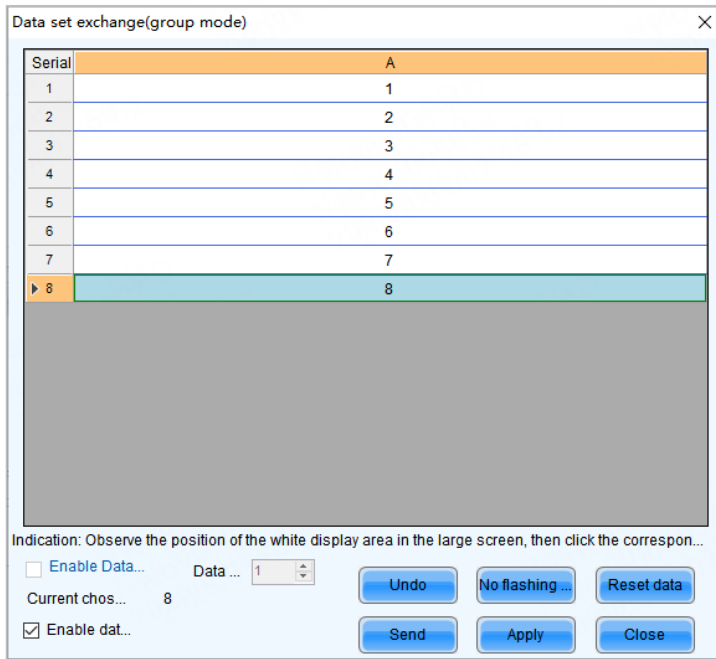 Data set exchange(group mode)
Serial A
1 1
2 2
3 3
4 4
5 5
6 6
7 7
8 8
Indication: Observe the position of the white display area in the large screen, then click the correspon...
Enable Data... Data ... 1
Undo No flashing ... Reset data
Current chos... 8
Enable dat... Send Apply Close